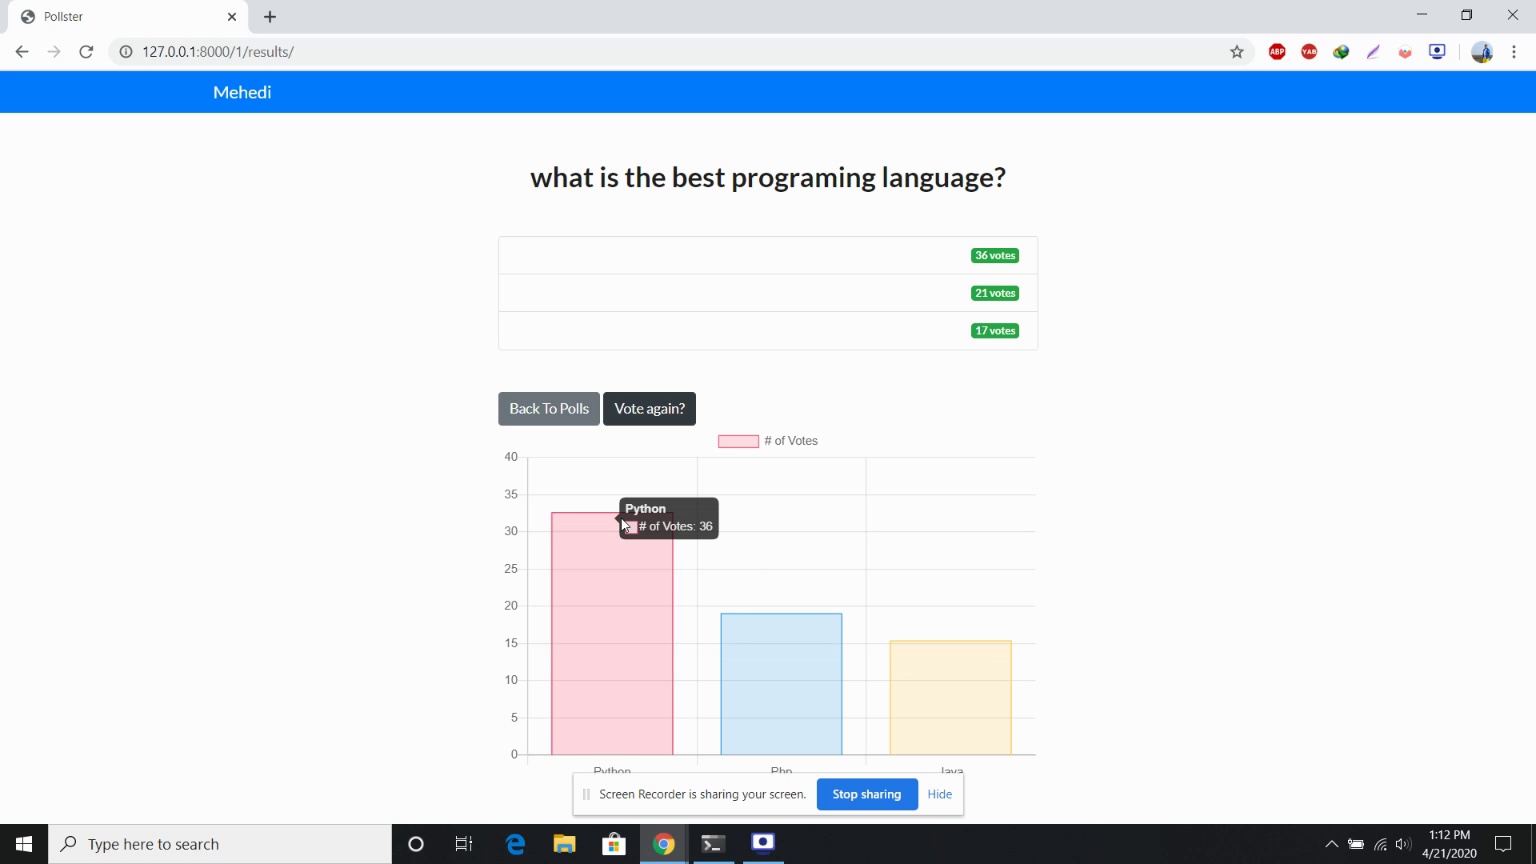 Pollster
127.0.0.1:8000/1/results/
ABP
YAB
Mehedi
what is the best programing language?
36 votes
21 votes
17 votes
Back To Polls
Vote again?
# of Votes
40
35
30
25
20
15
10
5
0
Python
# of Votes: 36
Python
Php
Java
Screen Recorder is sharing your screen.
Stop sharing
Hide
Type here to search
1:12 PM
4/21/2020